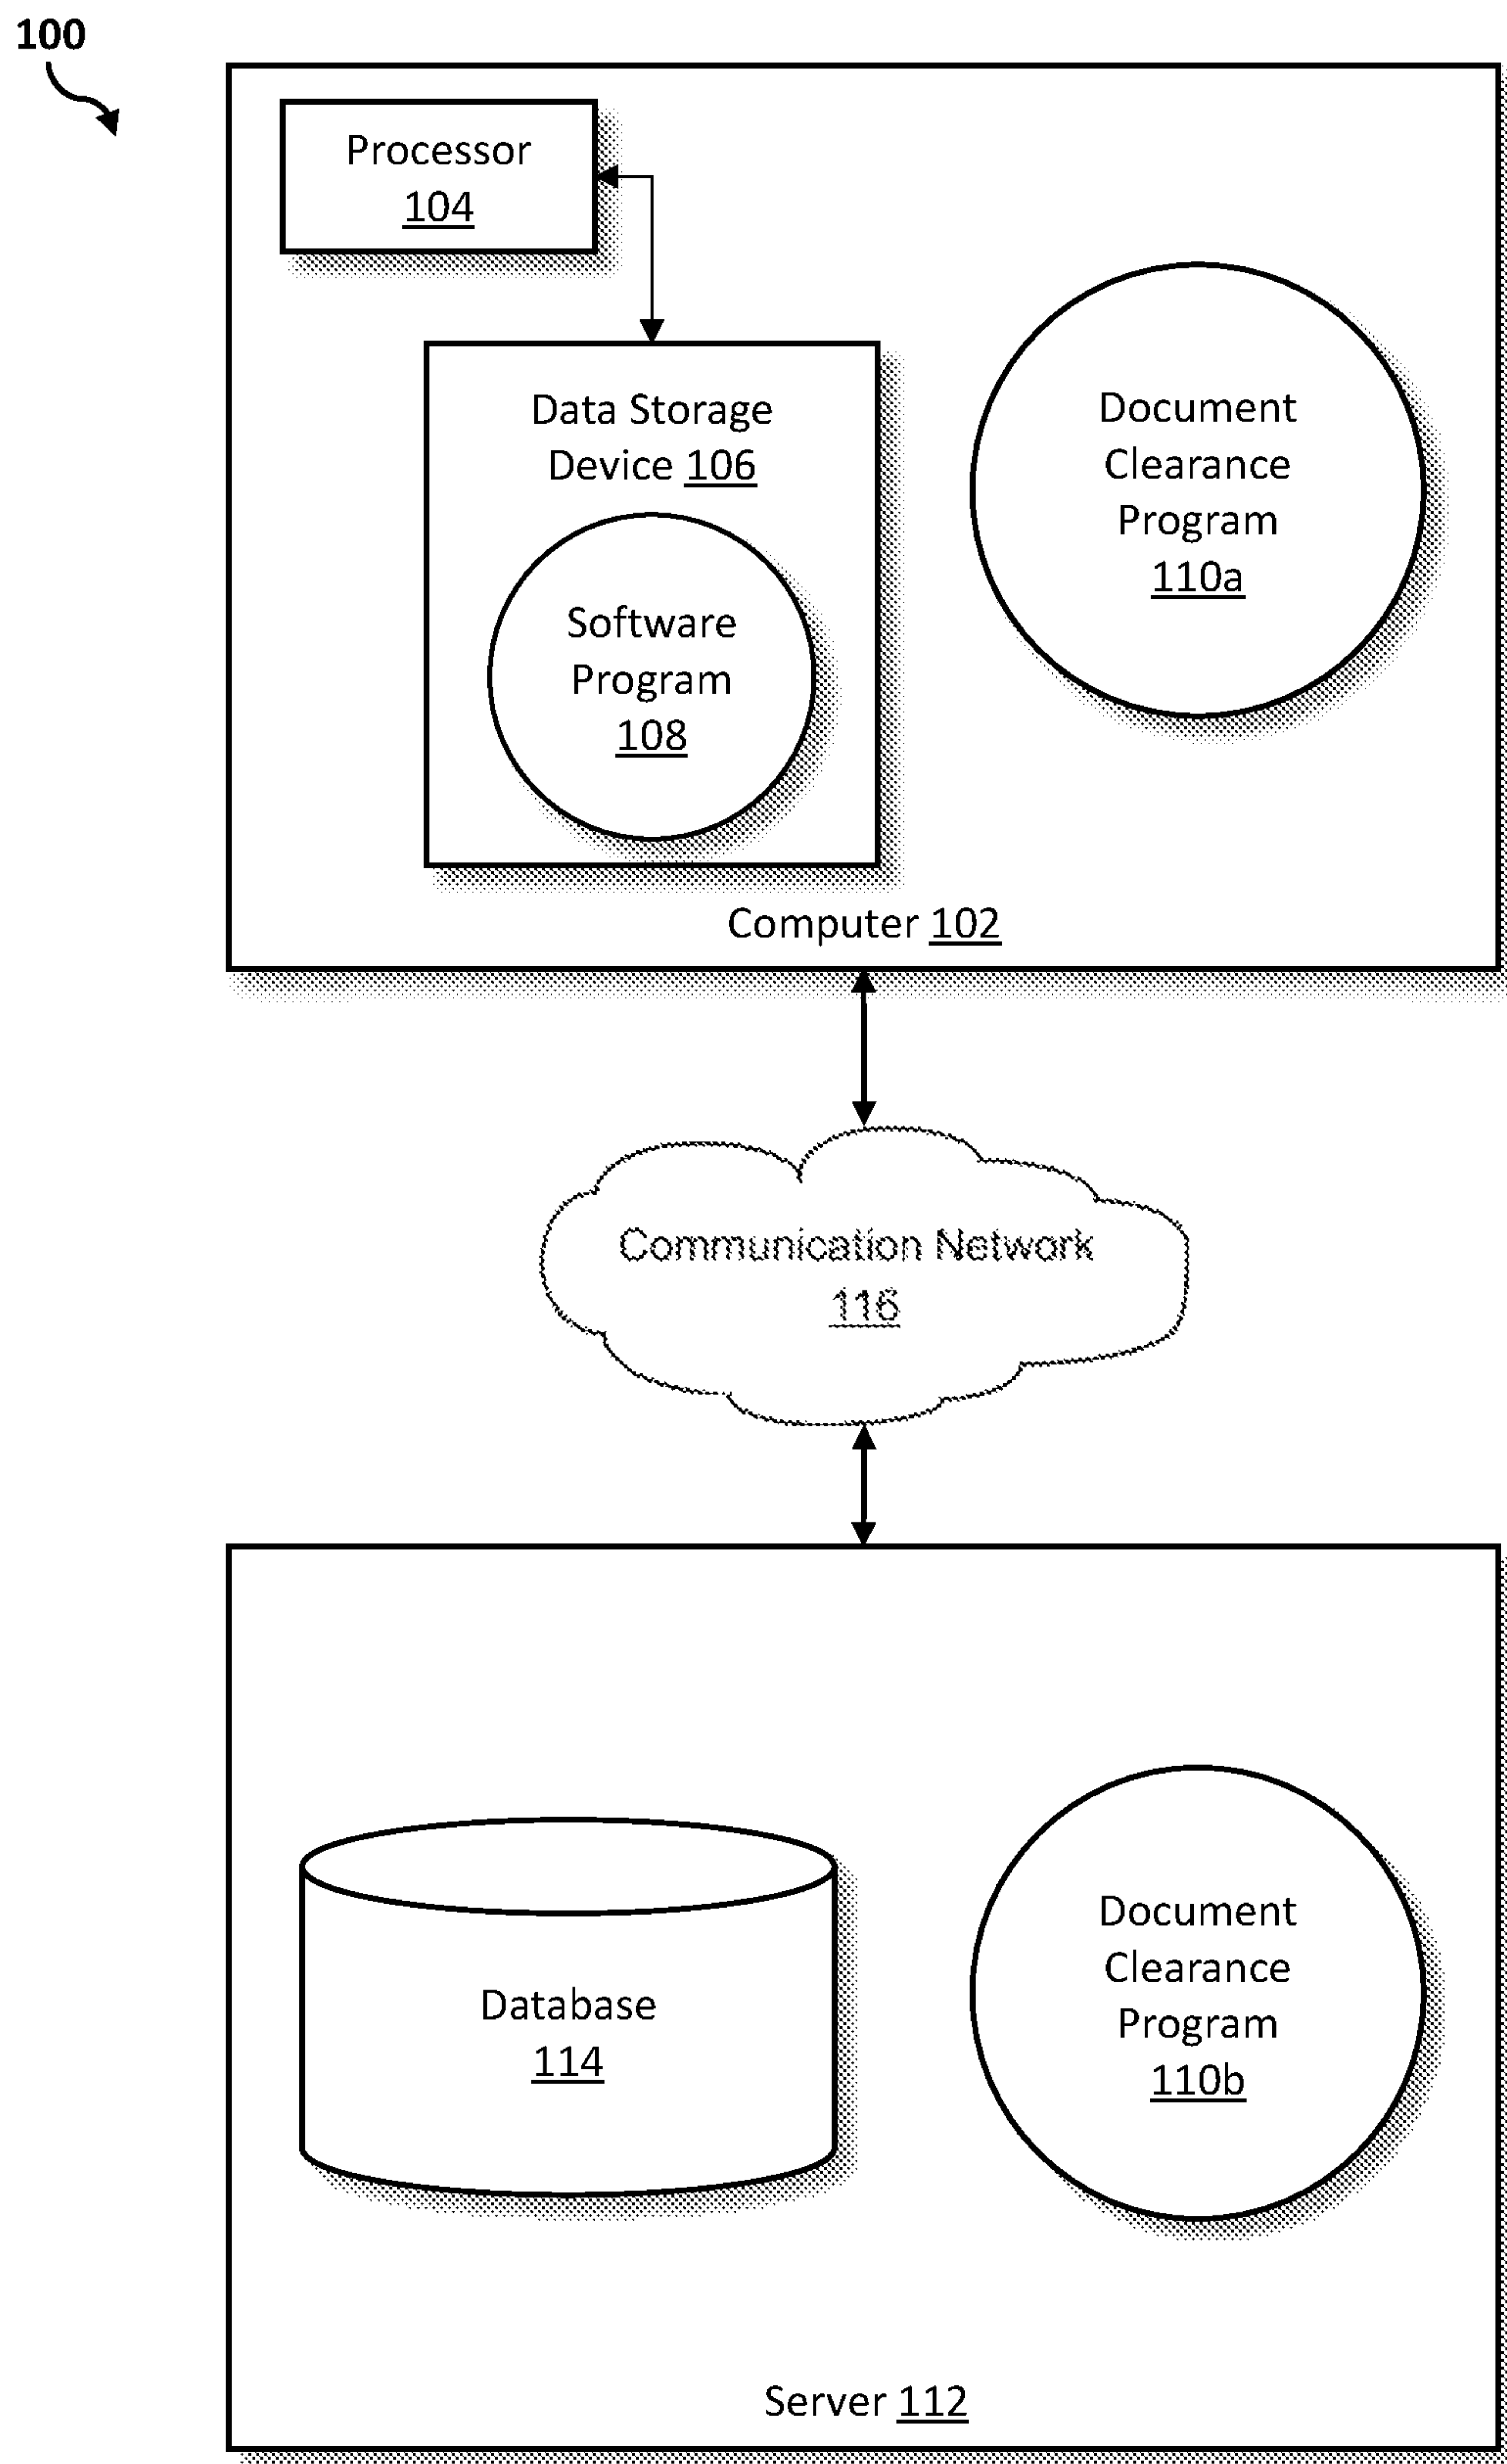 100
Processor
104
Data Storage
Device 106
Software
Program
108
Document
Clearance
Program
110a
Computer 102
Communication Network
116
Database
114
Document
Clearance
Program
110b
Server 112